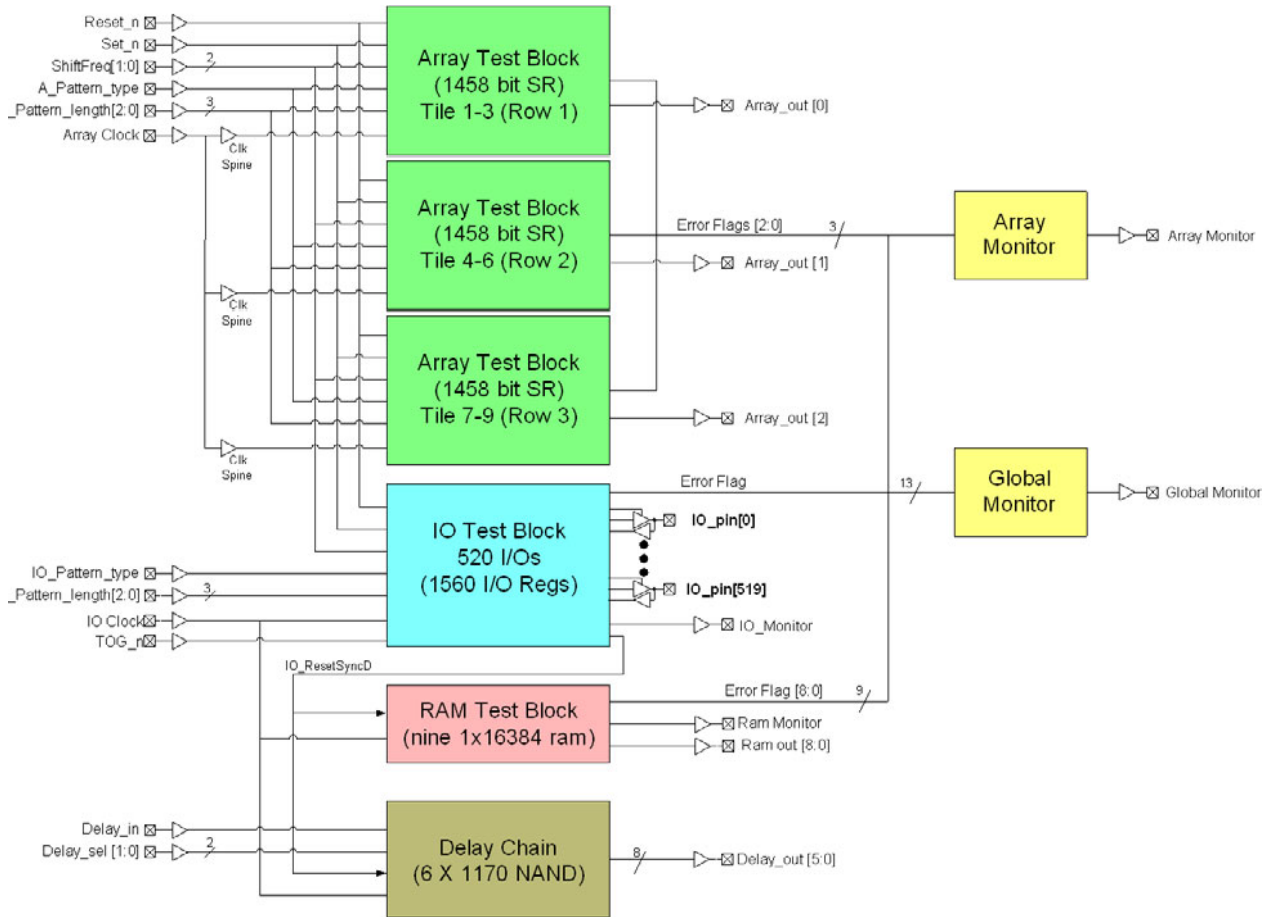 Reset_n
Set_n
ShiftFreq[1:0]
2
A_Pattern_type
_Pattern_length[2:0]
3
Array Clock
Clk
Spine
Array Test Block
(1458 bit SR)
Tile 1-3 (Row 1)
Array_out [0]
Array Test Block
(1458 bit SR)
Tile 4-6 (Row 2)
Error Flags [2:0]
3
Array_out [1]
Array
Monitor
Array Monitor
Clk
Spine
Array Test Block
(1458 bit SR)
Tile 7-9 (Row 3)
Array_out [2]
Clk
Spine
Error Flag
13
Global
Monitor
Global Monitor
IO Test Block
520 I/Os
(1560 I/O Regs)
IO_pin[0]
IO_pin[519]
IO_Monitor
IO_Pattern_type
_Pattern_length[2:0]
3
IO Clock
TOG_n
IO_ResetSyncD
RAM Test Block
(nine 1x16384 ram)
Error Flag [8:0]
9
Ram Monitor
Ram out [8:0]
Delay_in
Delay_sel [1:0]
2
Delay Chain
(6 X 1170 NAND)
8
Delay_out [5:0]